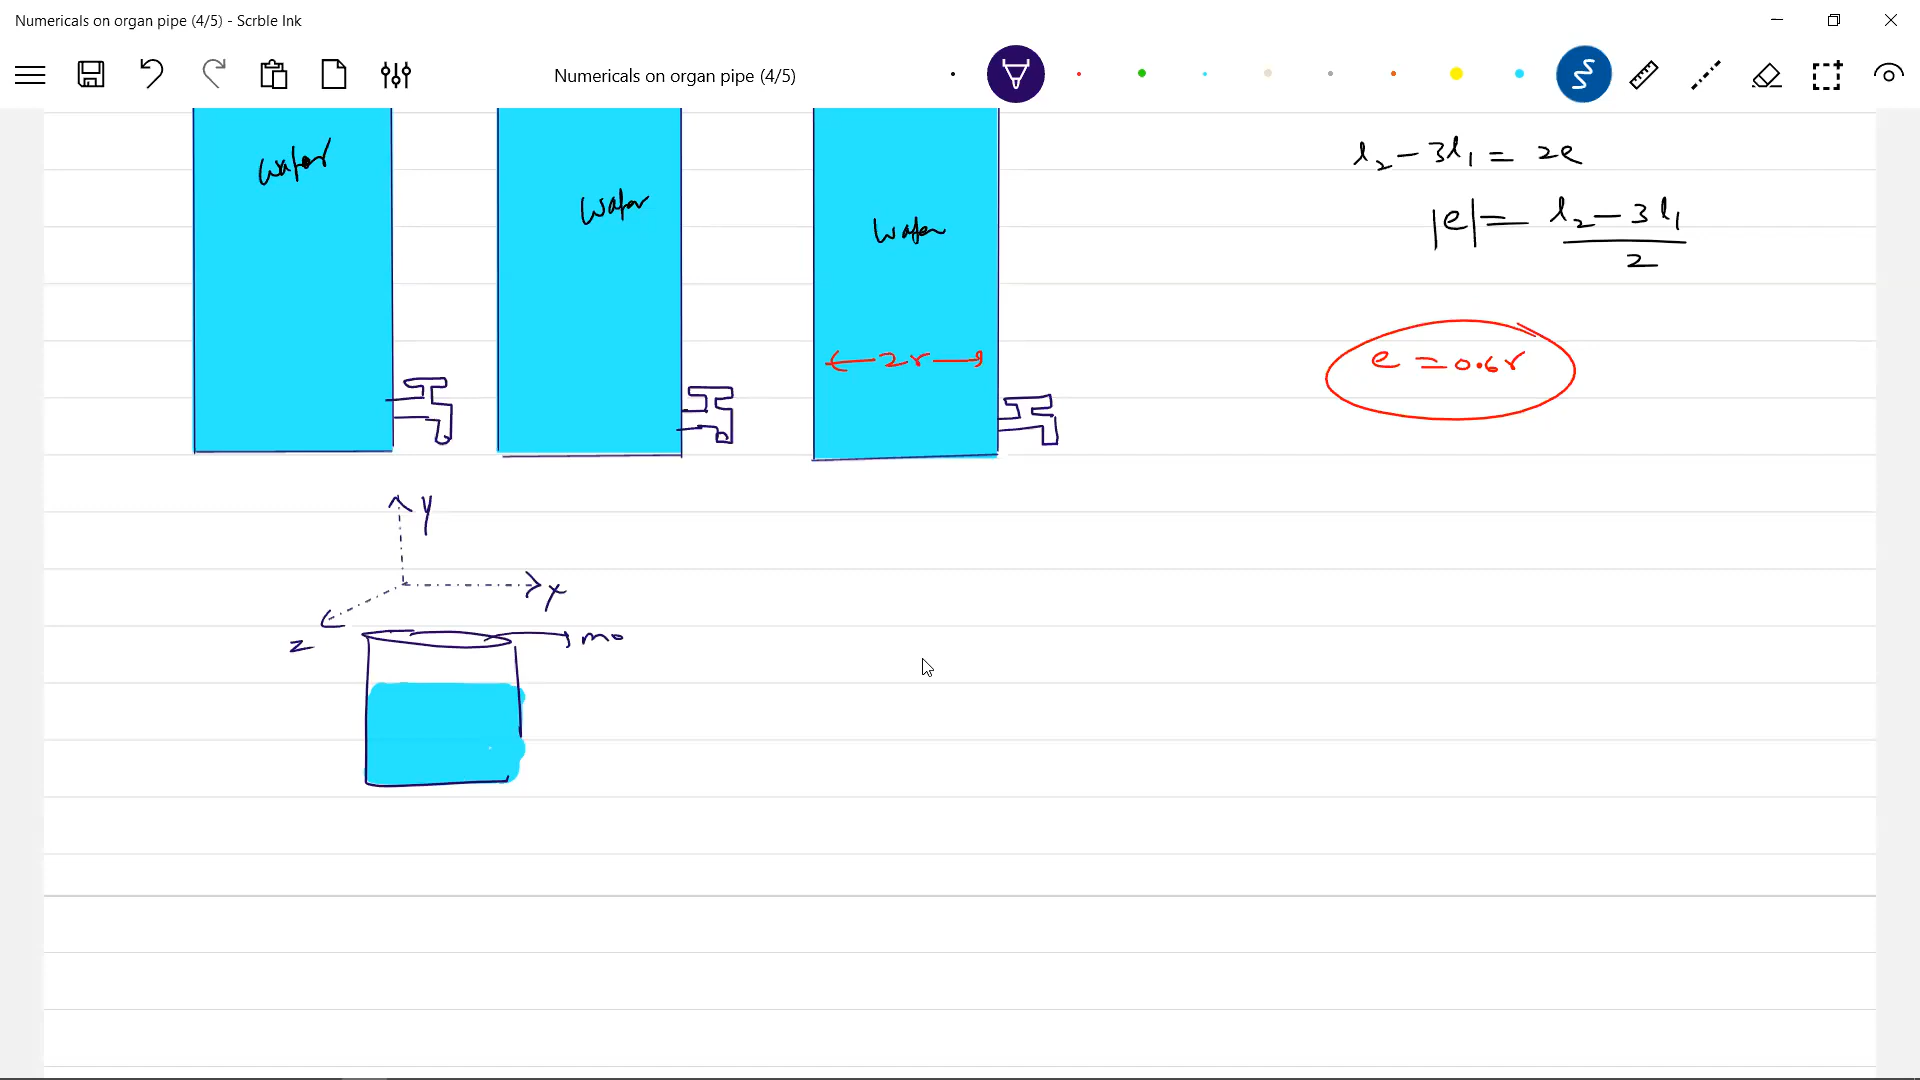 Numericals on organ pipe (4/5) - Scrble Ink
Numericals on organ pipe (4/5)
water
water
water
l₂ - 3l₁ = 2e
|e| = (l₂ - 3l₁)/2
2r
e = 0.6r
y
x
z
mo